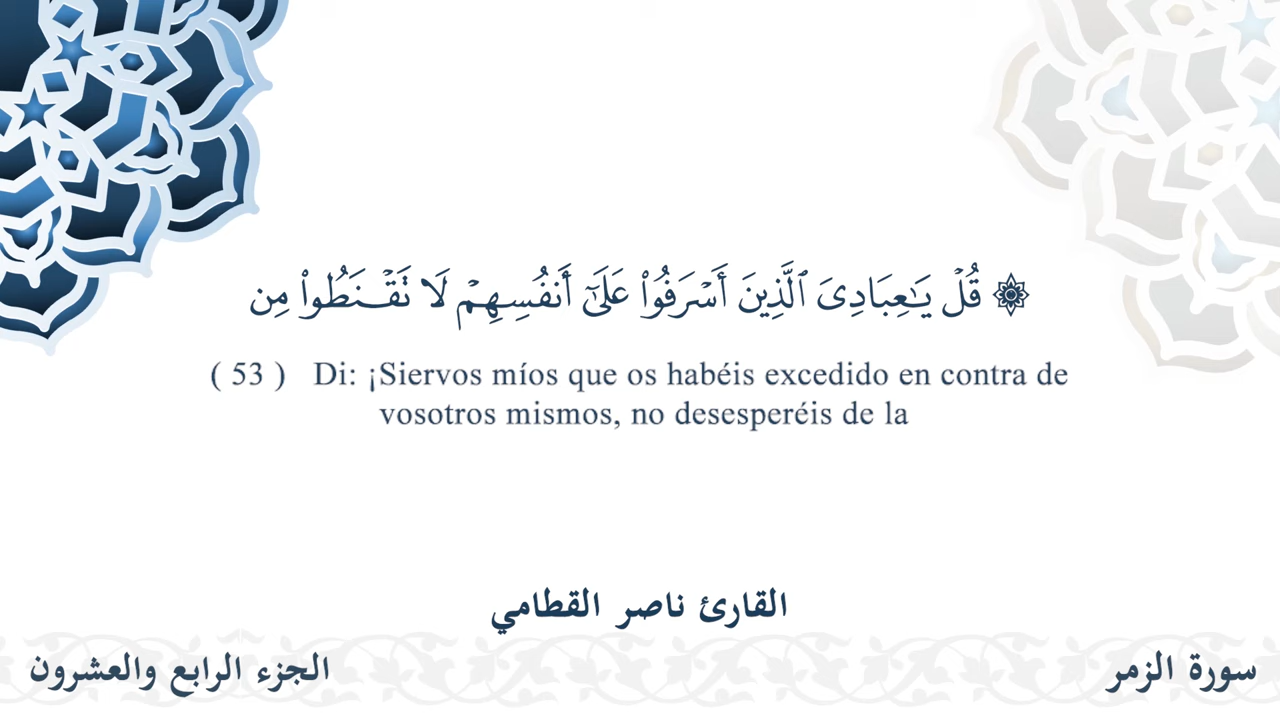 ۞ قُلْ يَـٰعِبَادِىَ ٱلَّذِينَ أَسْرَفُوا۟ عَلَىٰٓ أَنفُسِهِمْ لَا تَقْنَطُوا۟ مِن
( 53 ) Di: ¡Siervos míos que os habéis excedido en contra de
vosotros mismos, no desesperéis de la
القارئ ناصر القطامي
سورة الزمر
الجزء الرابع والعشرون